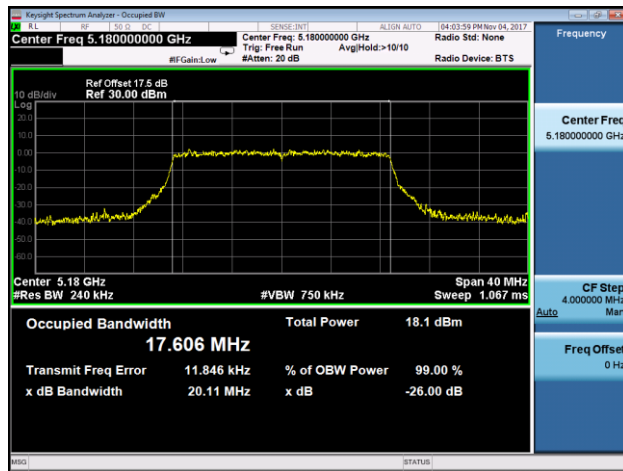 Keysight Spectrum Analyzer - Occupied BW
RL RF 50 Ω DC SENSE:INT ALIGN AUTO 04:03:59 PM Nov 04, 2017
Center Freq 5.180000000 GHz Center Freq: 5.180000000 GHz Radio Std: None
Trig: Free Run Avg|Hold:>10/10
#IFGain:Low #Atten: 20 dB Radio Device: BTS
Frequency
Ref Offset 17.5 dB
10 dB/div Ref 30.00 dBm
Log
20.0
10.0
0.00
-10.0
-20.0
-30.0
-40.0
-50.0
-60.0
Center 5.18 GHz Span 40 MHz
#Res BW 240 kHz #VBW 750 kHz Sweep 1.067 ms
Occupied Bandwidth Total Power 18.1 dBm
17.606 MHz
Transmit Freq Error 11.846 kHz % of OBW Power 99.00 %
x dB Bandwidth 20.11 MHz x dB -26.00 dB
Center Freq
5.180000000 GHz
CF Step
4.000000 MHz
Auto Man
Freq Offset
0 Hz
MSG STATUS